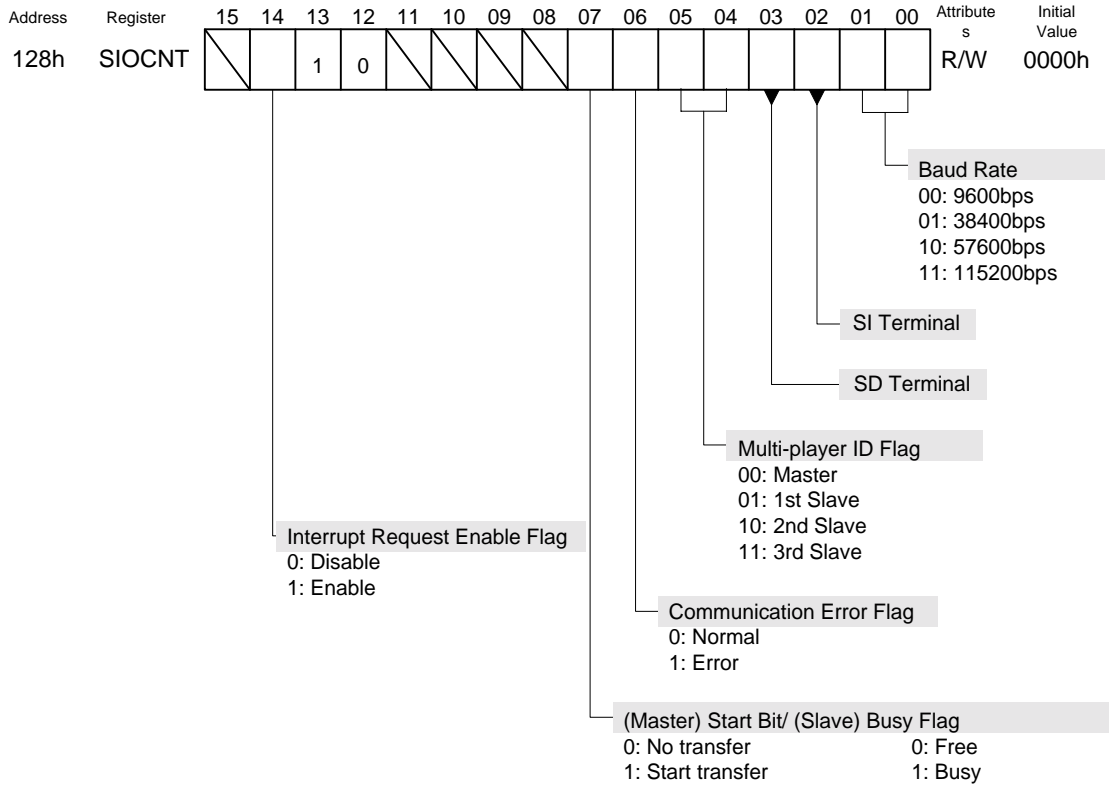 Address Register 15 14 13 12 11 10 09 08 07 06 05 04 03 02 01 00 Attribute s Initial Value
128h SIOCNT 1 0 R/W 0000h
Baud Rate
00: 9600bps
01: 38400bps
10: 57600bps
11: 115200bps
SI Terminal
SD Terminal
Multi-player ID Flag
00: Master
01: 1st Slave
10: 2nd Slave
11: 3rd Slave
Interrupt Request Enable Flag
0: Disable
1: Enable
Communication Error Flag
0: Normal
1: Error
(Master) Start Bit/ (Slave) Busy Flag
0: No transfer 0: Free
1: Start transfer 1: Busy